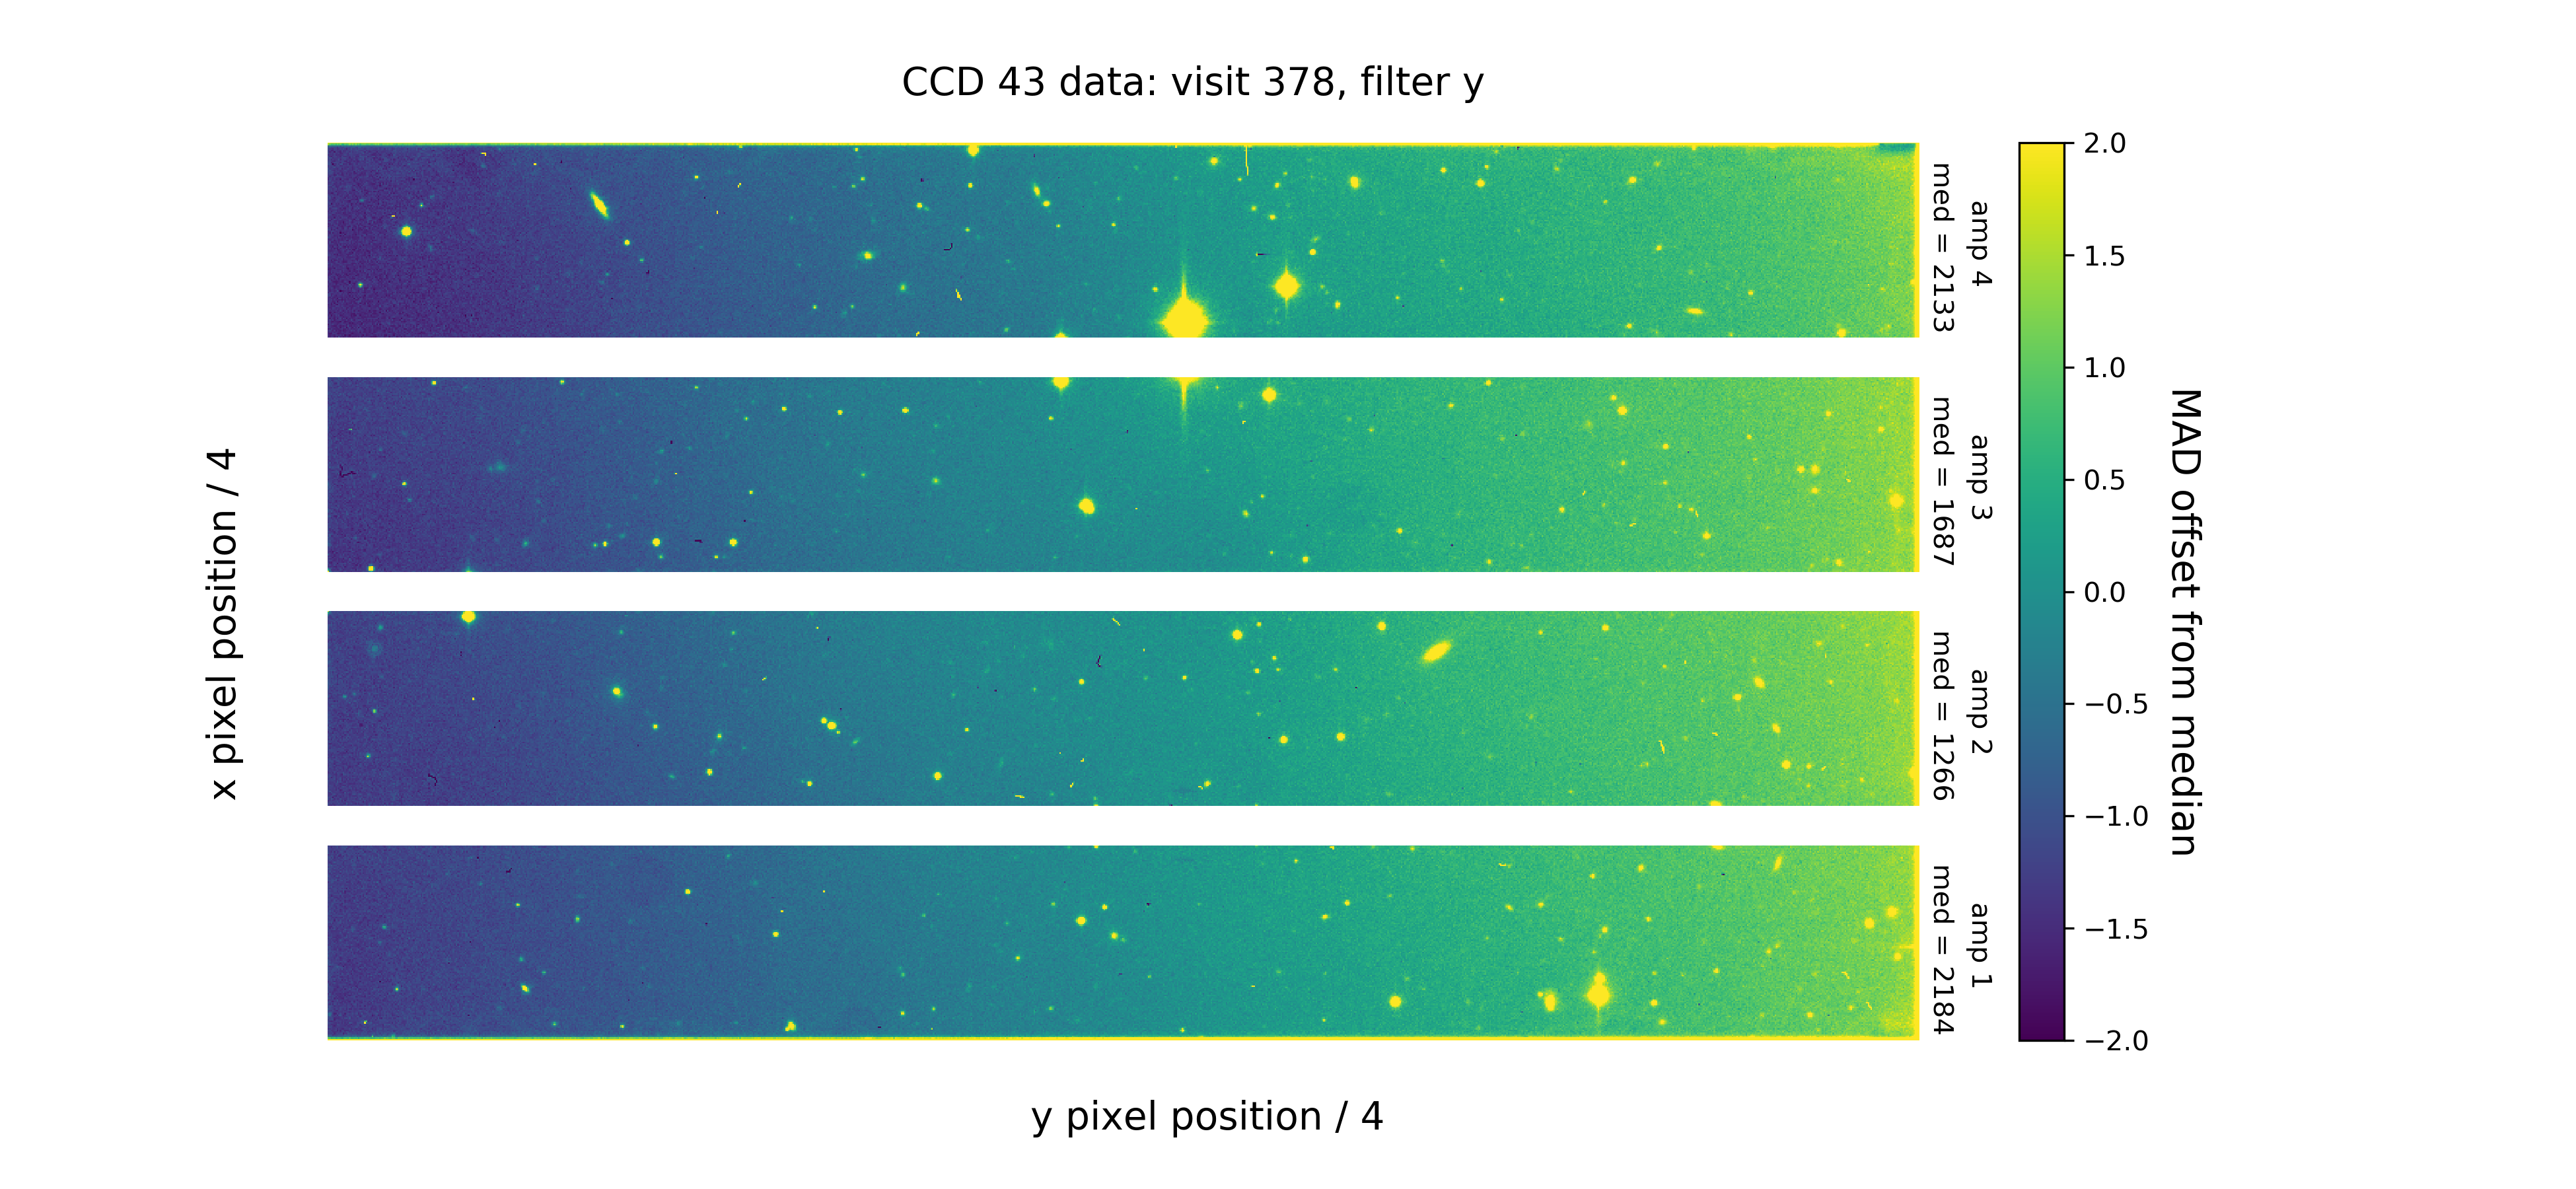 CCD 43 data: visit 378, filter y
x pixel position / 4
amp 4
med = 2133
amp 3
med = 1687
amp 2
med = 1266
amp 1
med = 2184
2.0
1.5
1.0
0.5
0.0
−0.5
−1.0
−1.5
−2.0
MAD offset from median
y pixel position / 4